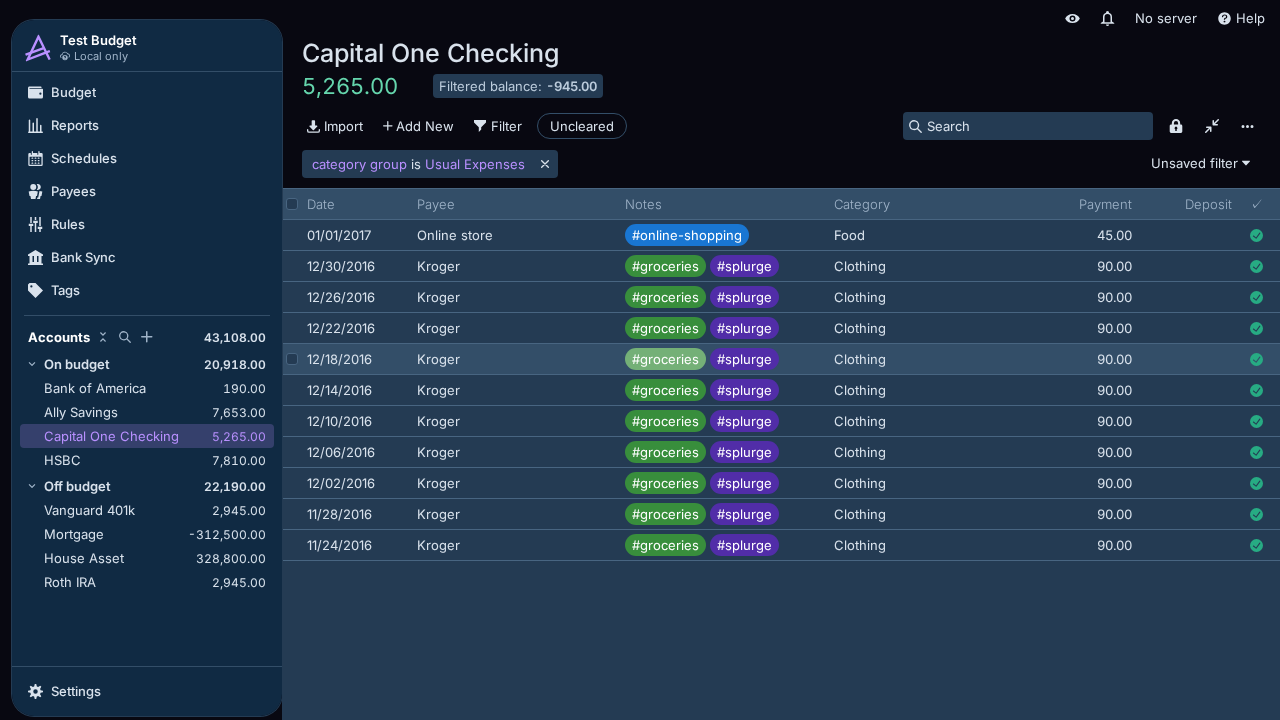 Test Budget
Local only
Budget
Reports
Schedules
Payees
Rules
Bank Sync
Tags
Accounts 43,108.00
On budget 20,918.00
Bank of America 190.00
Ally Savings 7,653.00
Capital One Checking 5,265.00
HSBC 7,810.00
Off budget 22,190.00
Vanguard 401k 2,945.00
Mortgage -312,500.00
House Asset 328,800.00
Roth IRA 2,945.00
Settings
No server Help
Capital One Checking
5,265.00 Filtered balance: -945.00
Import Add New Filter Uncleared Search
category group is Usual Expenses Unsaved filter
Date Payee Notes Category Payment Deposit ✓
01/01/2017 Online store #online-shopping Food 45.00
12/30/2016 Kroger #groceries #splurge Clothing 90.00
12/26/2016 Kroger #groceries #splurge Clothing 90.00
12/22/2016 Kroger #groceries #splurge Clothing 90.00
12/18/2016 Kroger #groceries #splurge Clothing 90.00
12/14/2016 Kroger #groceries #splurge Clothing 90.00
12/10/2016 Kroger #groceries #splurge Clothing 90.00
12/06/2016 Kroger #groceries #splurge Clothing 90.00
12/02/2016 Kroger #groceries #splurge Clothing 90.00
11/28/2016 Kroger #groceries #splurge Clothing 90.00
11/24/2016 Kroger #groceries #splurge Clothing 90.00